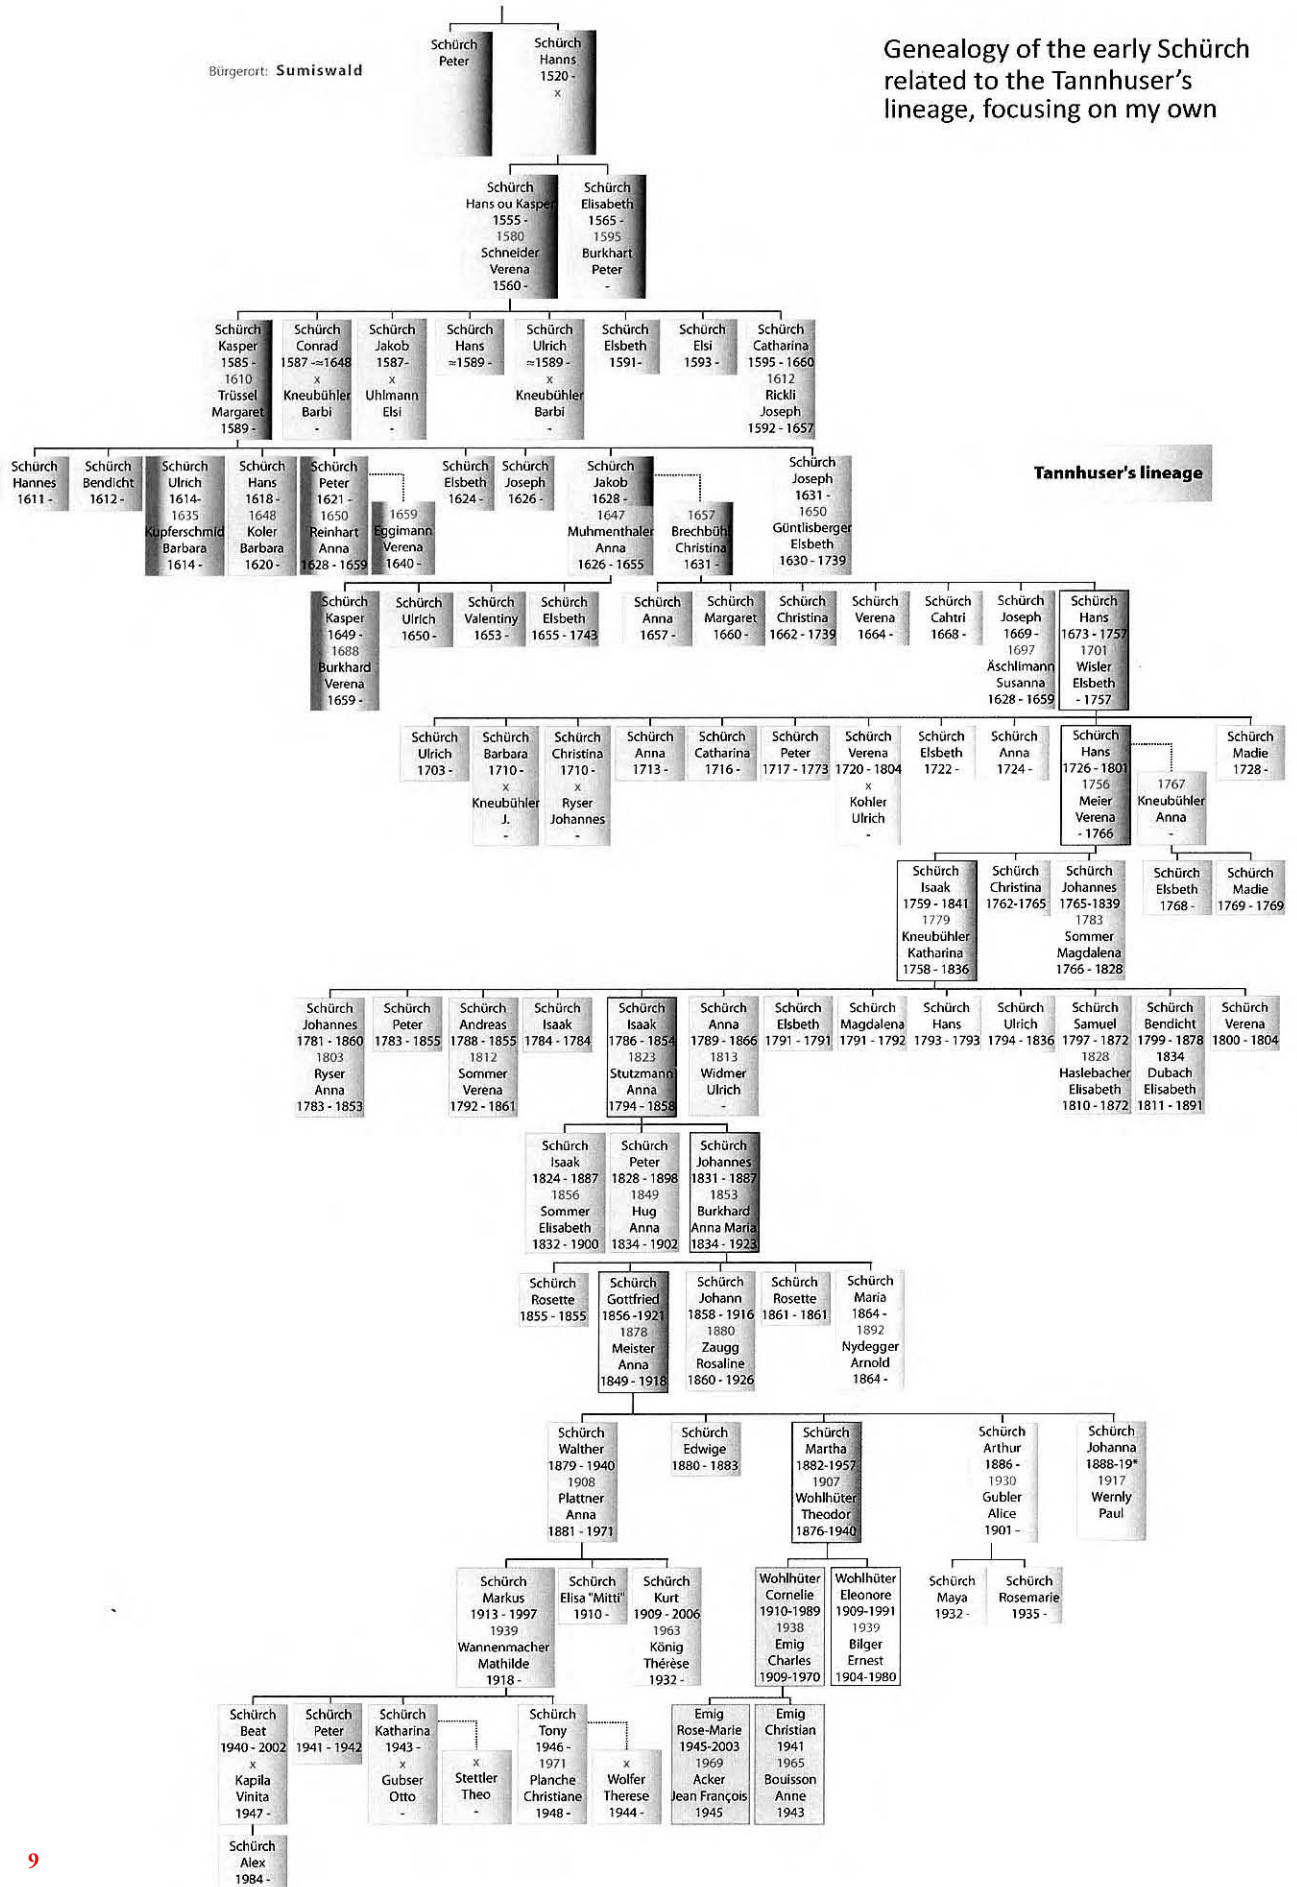 Genealogy of the early Schürch
related to the Tannhuser's
lineage, focusing on my own
Bürgerort: Sumiswald
Schürch
Peter
Schürch
Hanns
1520 -
x
Schürch
Hans ou Kasper
1555 -
1580
Schneider
Verena
1560 -
Schürch
Elisabeth
1565 -
1595
Burkhart
Peter
-
Schürch
Kasper
1585 -
1610
Trüssel
Margaret
1589 -
Schürch
Conrad
1587 -≈1648
x
Kneubühler
Barbi
-
Schürch
Jakob
1587-
x
Uhlmann
Elsi
-
Schürch
Hans
≈1589 -
Schürch
Ulrich
≈1589 -
x
Kneubühler
Barbi
-
Schürch
Elsbeth
1591-
Schürch
Elsi
1593 -
Schürch
Catharina
1595 - 1660
1612
Rickli
Joseph
1592 - 1657
Tannhuser's lineage
Schürch
Hannes
1611 -
Schürch
Bendicht
1612 -
Schürch
Ulrich
1614-
1635
Kupferschmid
Barbara
1614 -
Schürch
Hans
1618 -
1648
Koler
Barbara
1620 -
Schürch
Peter
1621 -
1650
Reinhart
Anna
1628 - 1659
1659
Eggimann
Verena
1640 -
Schürch
Elsbeth
1624 -
Schürch
Joseph
1626 -
Schürch
Jakob
1628 -
1647
Muhmenthaler
Anna
1626 - 1655
1657
Brechbühl
Christina
1631 -
Schürch
Joseph
1631 -
1650
Güntlisberger
Elsbeth
1630 - 1739
Schürch
Kasper
1649 -
1688
Burkhard
Verena
1659 -
Schürch
Ulrich
1650 -
Schürch
Valentiny
1653 -
Schürch
Elsbeth
1655 - 1743
Schürch
Anna
1657 -
Schürch
Margaret
1660 -
Schürch
Christina
1662 - 1739
Schürch
Verena
1664 -
Schürch
Cahtri
1668 -
Schürch
Joseph
1669 -
1697
Äschlimann
Susanna
1628 - 1659
Schürch
Hans
1673 - 1757
1701
Wisler
Elsbeth
- 1757
Schürch
Ulrich
1703 -
Schürch
Barbara
1710 -
x
Kneubühler
J.
-
Schürch
Christina
1710 -
x
Ryser
Johannes
-
Schürch
Anna
1713 -
Schürch
Catharina
1716 -
Schürch
Peter
1717 - 1773
Schürch
Verena
1720 - 1804
x
Kohler
Ulrich
-
Schürch
Elsbeth
1722 -
Schürch
Anna
1724 -
Schürch
Hans
1726 - 1801
1756
Meier
Verena
- 1766
1767
Kneubühler
Anna
-
Schürch
Madie
1728 -
Schürch
Isaak
1759 - 1841
1779
Kneubühler
Katharina
1758 - 1836
Schürch
Christina
1762-1765
Schürch
Johannes
1765-1839
1783
Sommer
Magdalena
1766 - 1828
Schürch
Elsbeth
1768 -
Schürch
Madie
1769 - 1769
Schürch
Johannes
1781 - 1860
1803
Ryser
Anna
1783 - 1853
Schürch
Peter
1783 - 1855
Schürch
Andreas
1788 - 1855
1812
Sommer
Verena
1792 - 1861
Schürch
Isaak
1784 - 1784
Schürch
Isaak
1786 - 1854
1823
Stutzmann
Anna
1794 - 1858
Schürch
Anna
1789 - 1866
1813
Widmer
Ulrich
-
Schürch
Elsbeth
1791 - 1791
Schürch
Magdalena
1791 - 1792
Schürch
Hans
1793 - 1793
Schürch
Ulrich
1794 - 1836
Schürch
Samuel
1797 - 1872
1828
Haslebacher
Elisabeth
1810 - 1872
Schürch
Bendicht
1799 - 1878
1834
Dubach
Elisabeth
1811 - 1891
Schürch
Verena
1800 - 1804
Schürch
Isaak
1824 - 1887
1856
Sommer
Elisabeth
1832 - 1900
Schürch
Peter
1828 - 1898
1849
Hug
Anna
1834 - 1902
Schürch
Johannes
1831 - 1887
1853
Burkhard
Anna Maria
1834 - 1923
Schürch
Rosette
1855 - 1855
Schürch
Gottfried
1856 -1921
1878
Meister
Anna
1849 - 1918
Schürch
Johann
1858 - 1916
1880
Zaugg
Rosaline
1860 - 1926
Schürch
Rosette
1861 - 1861
Schürch
Maria
1864 -
1892
Nydegger
Arnold
1864 -
Schürch
Walther
1879 - 1940
1908
Plattner
Anna
1881 - 1971
Schürch
Edwige
1880 - 1883
Schürch
Martha
1882-1957
1907
Wohlhüter
Theodor
1876-1940
Schürch
Arthur
1886 -
1930
Gubler
Alice
1901 -
Schürch
Johanna
1888-19*
1917
Wernly
Paul
Schürch
Markus
1913 - 1997
1939
Wannenmacher
Mathilde
1918 -
Schürch
Elisa "Mitti"
1910 -
Schürch
Kurt
1909 - 2006
1963
König
Thérèse
1932 -
Wohlhüter
Cornelie
1910-1989
1938
Emig
Charles
1909-1970
Wohlhüter
Eleonore
1909-1991
1939
Bilger
Ernest
1904-1980
Schürch
Maya
1932 -
Schürch
Rosemarie
1935 -
Schürch
Beat
1940 - 2002
x
Kapila
Vinita
1947 -
Schürch
Peter
1941 - 1942
Schürch
Katharina
1943 -
x
Gubser
Otto
-
x
Stettler
Theo
-
Schürch
Tony
1946 -
1971
Planche
Christiane
1948 -
x
Wolfer
Therese
1944 -
Emig
Rose-Marie
1945-2003
1969
Acker
Jean François
1945
Emig
Christian
1941
1965
Bouisson
Anne
1943
Schürch
Alex
1984 -
9